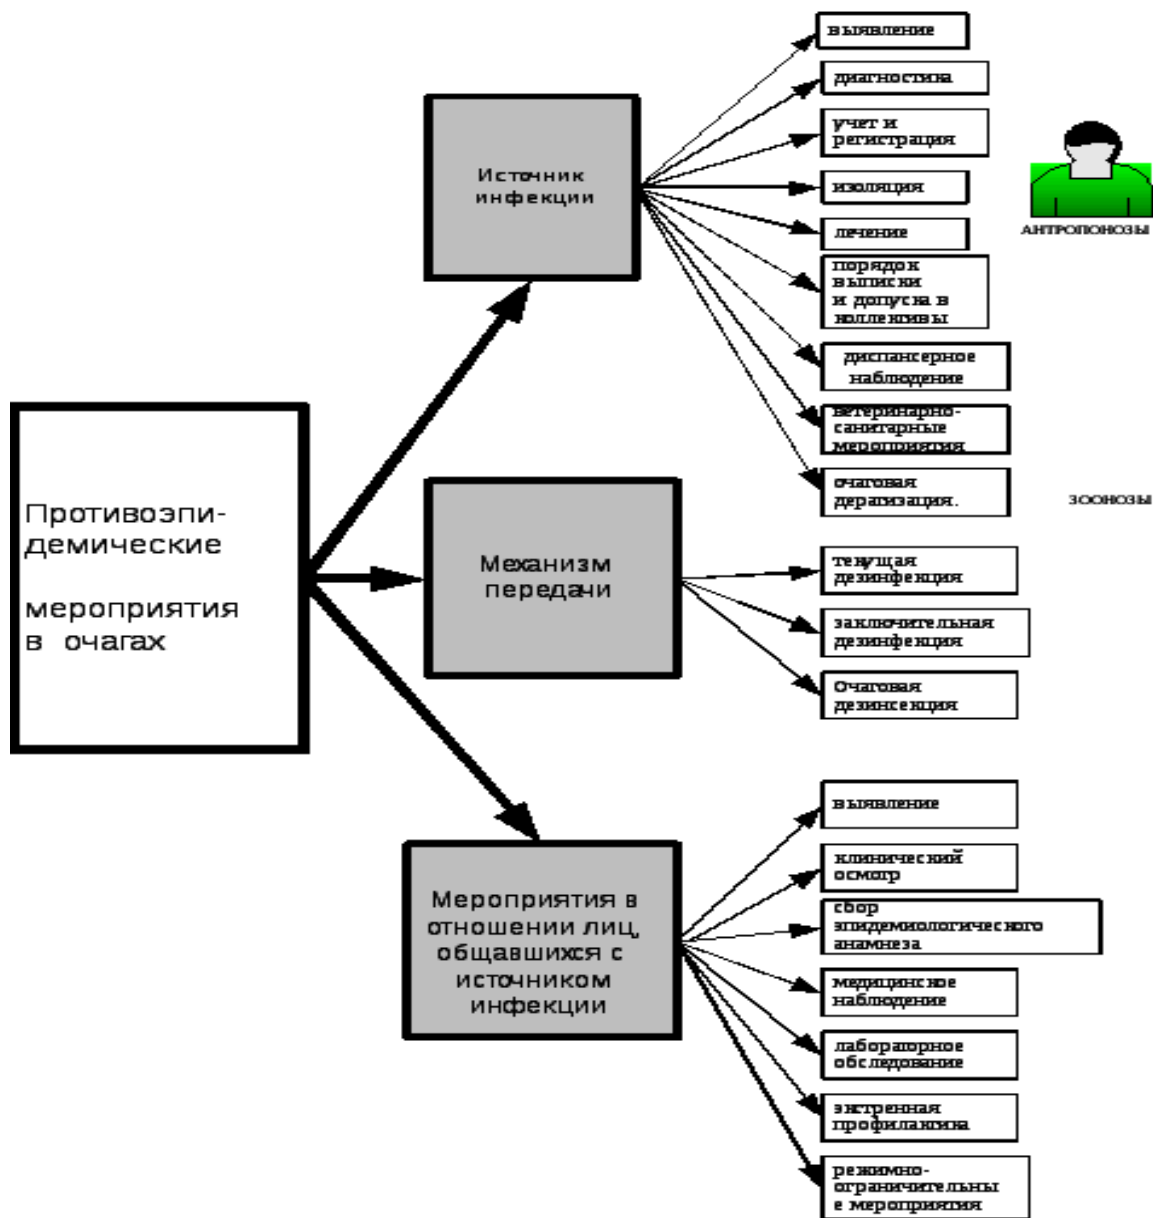 Противоэпи-
демические
мероприятия
в очагах
Источник
инфекции
выявление
диагностика
учет и
регистрация
изоляция
лечение
порядок
выписки
и допуска в
коллективы
диспансерное
наблюдение
ветеринарно-
санитарные
мероприятия
очаговая
дератизация.
АНТРОПОНОЗЫ
ЗООНОЗЫ
Механизм
передачи
текущая
дезинфекция
заключительная
дезинфекция
Очаговая
дезинсекция
Мероприятия в
отношении лиц,
общавшихся с
источником
инфекции
выявление
клинический
осмотр
сбор
эпидемиологического
анамнеза
медицинское
наблюдение
лабораторное
обследование
экстренная
профилактика
режимно-
ограничительны
е мероприятия